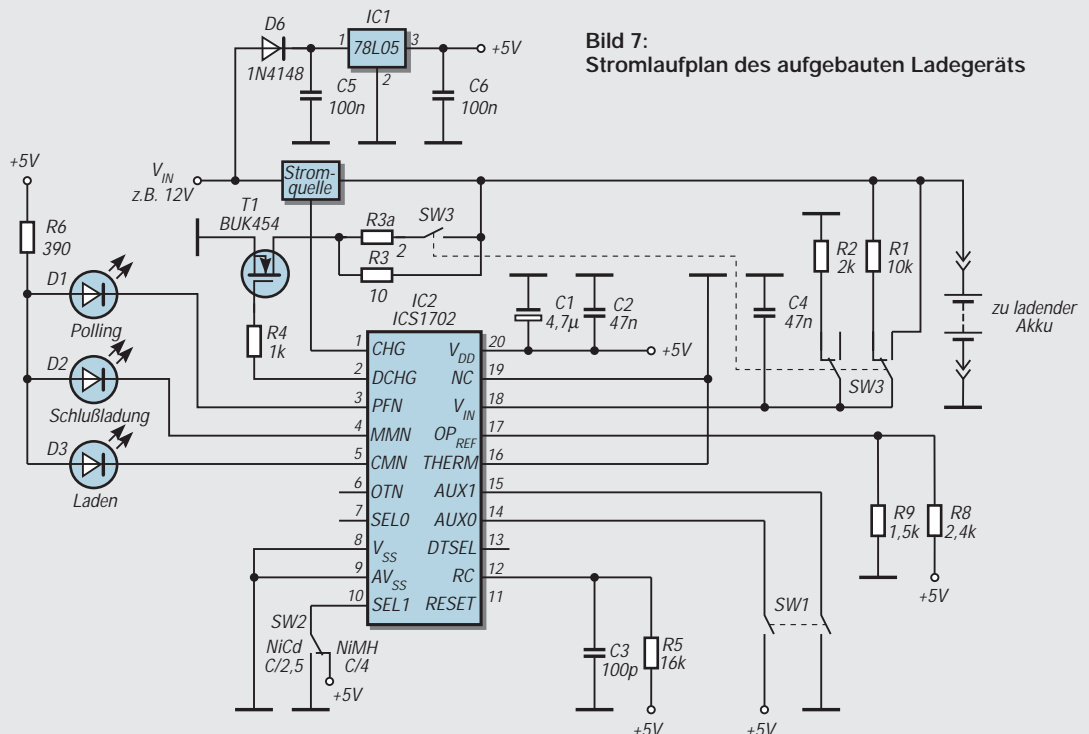 Bild 7:
Stromlaufplan des aufgebauten Ladegeräts
D6
1N4148
IC1
78L05
1
3
2
+5V
C5
100n
C6
100n
+5V
V_IN
z.B. 12V
Strom-
quelle
T1
BUK454
R3a
2
SW3
R3
10
R6
390
D1
Polling
D2
Schlußladung
D3
Laden
R4
1k
IC2
ICS1702
C1
4,7µ
C2
47n
+5V
C4
47n
R2
2k
R1
10k
SW3
zu ladender
Akku
1 CHG
2 DCHG
3 PFN
4 MMN
5 CMN
6 OTN
7 SEL0
8 V_SS
9 AV_SS
10 SEL1
V_DD 20
NC 19
V_IN 18
OP_REF 17
THERM 16
AUX1 15
AUX0 14
DTSEL 13
RC 12
RESET 11
SW2
NiCd
C/2,5
NiMH
C/4
+5V
C3
100p
R5
16k
+5V
SW1
+5V
R9
1,5k
R8
2,4k
+5V